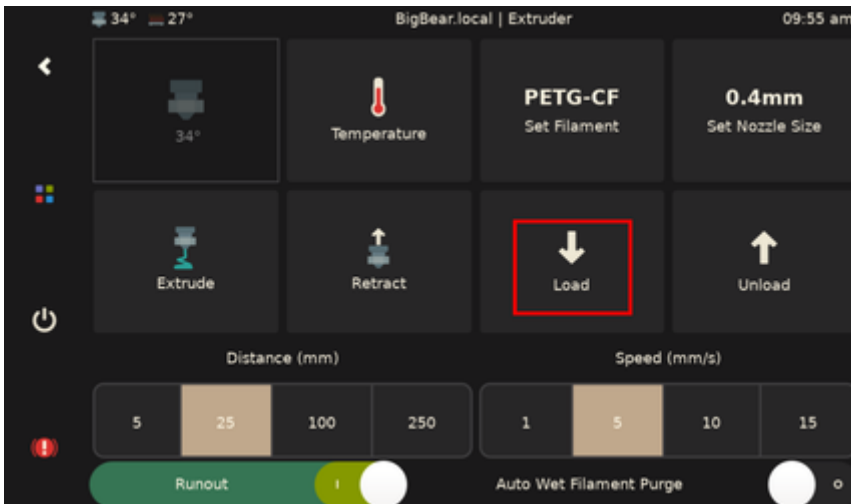 34° 27° BigBear.local | Extruder 09:55 am
34°
Temperature
PETG-CF
Set Filament
0.4mm
Set Nozzle Size
Extrude
Retract
Load
Unload
Distance (mm)
Speed (mm/s)
5 25 100 250
1 5 10 15
Runout
Auto Wet Filament Purge